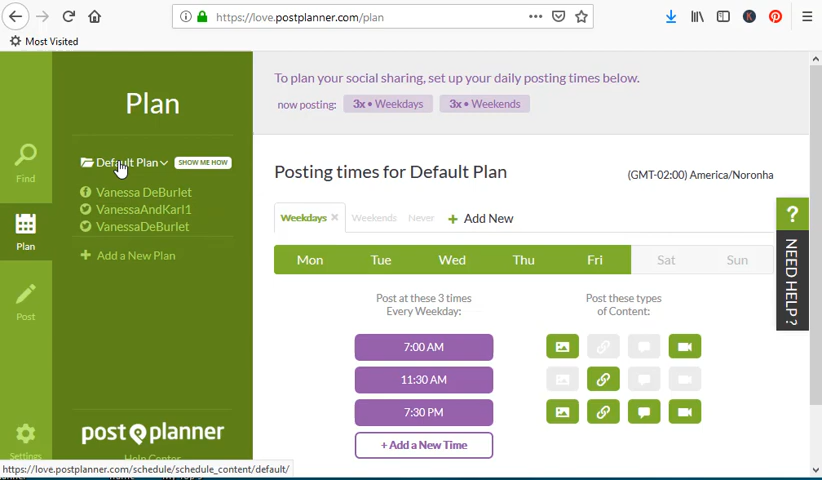 https://love.postplanner.com/plan
Most Visited
Find
Plan
Post
Settings
Plan
Default Plan
SHOW ME HOW
Vanessa DeBurlet
VanessaAndKarl1
VanessaDeBurlet
+ Add a New Plan
post planner
Help Center
https://love.postplanner.com/schedule/schedule_content/default/
To plan your social sharing, set up your daily posting times below.
now posting: 3x • Weekdays 3x • Weekends
Posting times for Default Plan
(GMT-02:00) America/Noronha
Weekdays × Weekends Never + Add New
Mon Tue Wed Thu Fri Sat Sun
Post at these 3 times
Every Weekday:
Post these types
of Content:
7:00 AM
11:30 AM
7:30 PM
+ Add a New Time
?
NEED HELP?